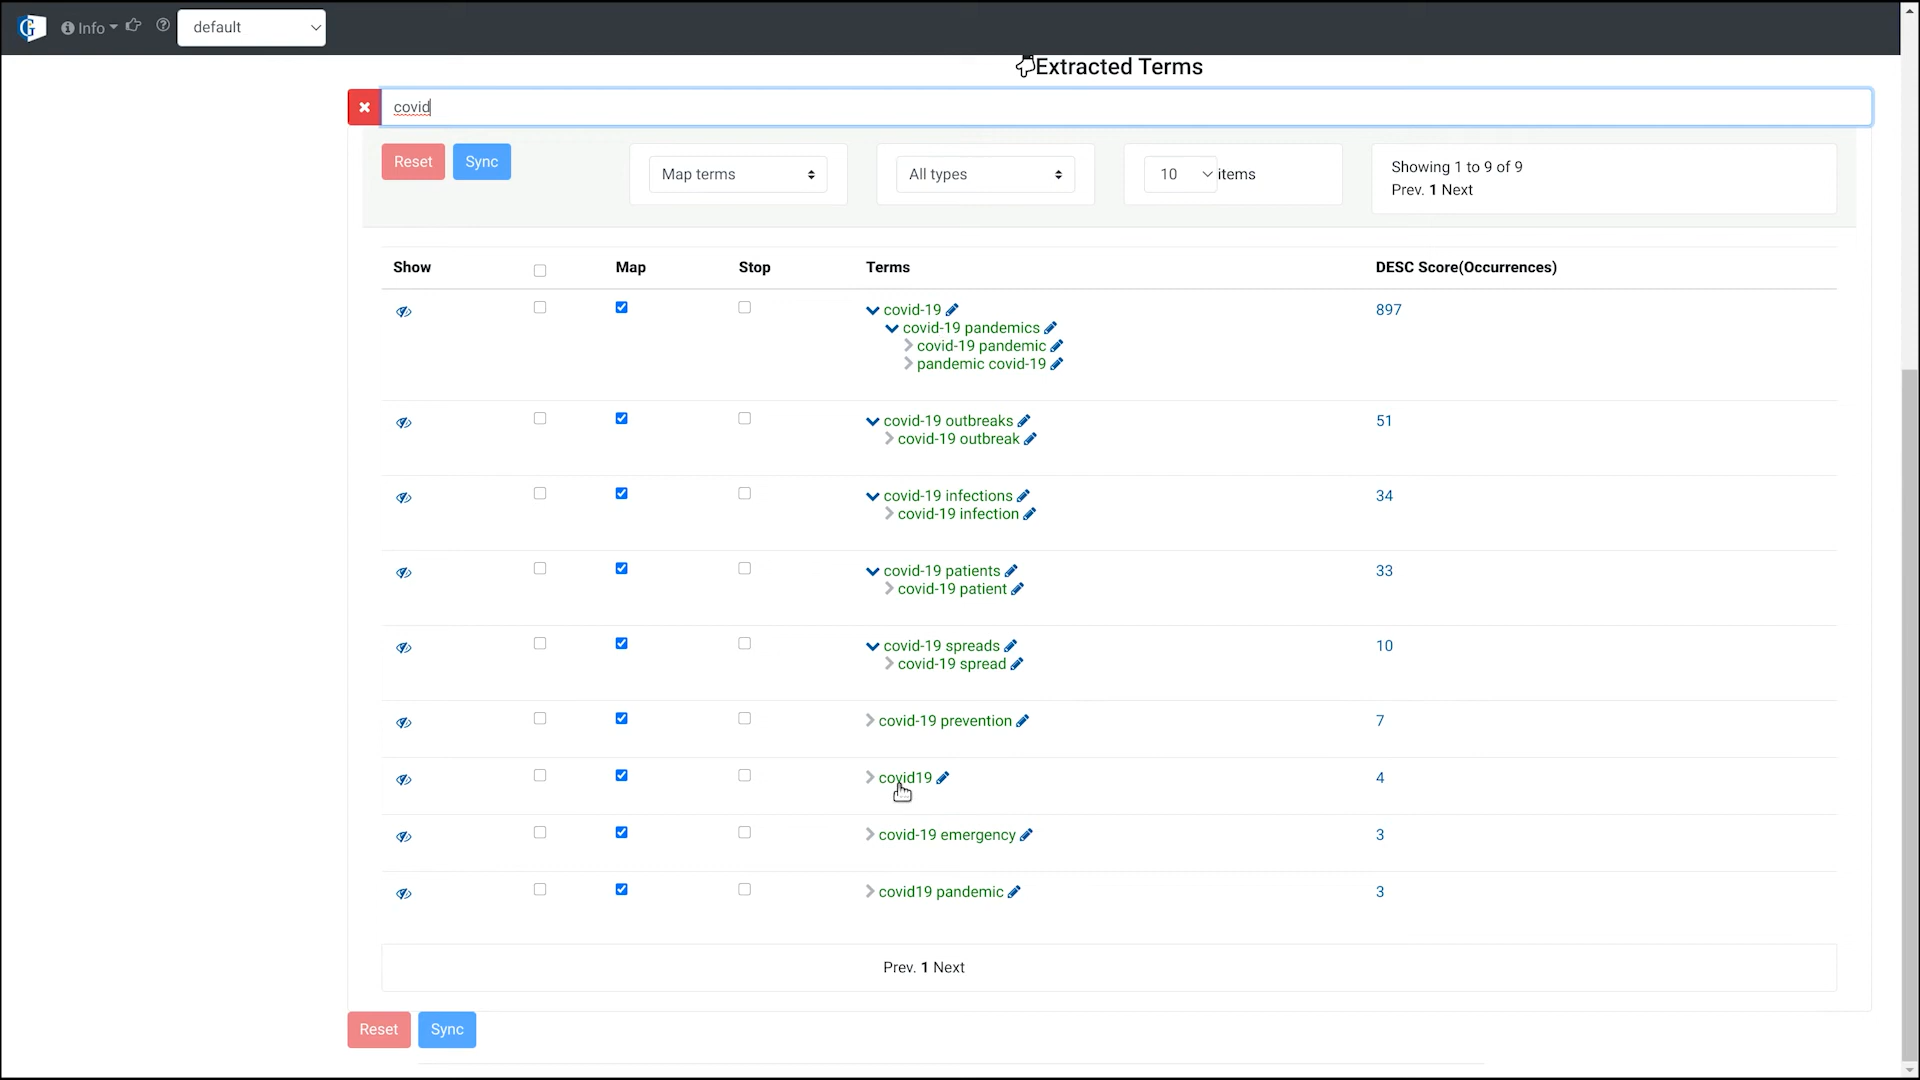 Info default
Extracted Terms
covid
Reset Sync Map terms All types 10 items Showing 1 to 9 of 9
Prev. 1 Next
Show Map Stop Terms DESC Score(Occurrences)
covid-19 897
covid-19 pandemics
covid-19 pandemic
pandemic covid-19
covid-19 outbreaks 51
covid-19 outbreak
covid-19 infections 34
covid-19 infection
covid-19 patients 33
covid-19 patient
covid-19 spreads 10
covid-19 spread
covid-19 prevention 7
covid19 4
covid-19 emergency 3
covid19 pandemic 3
Prev. 1 Next
Reset Sync